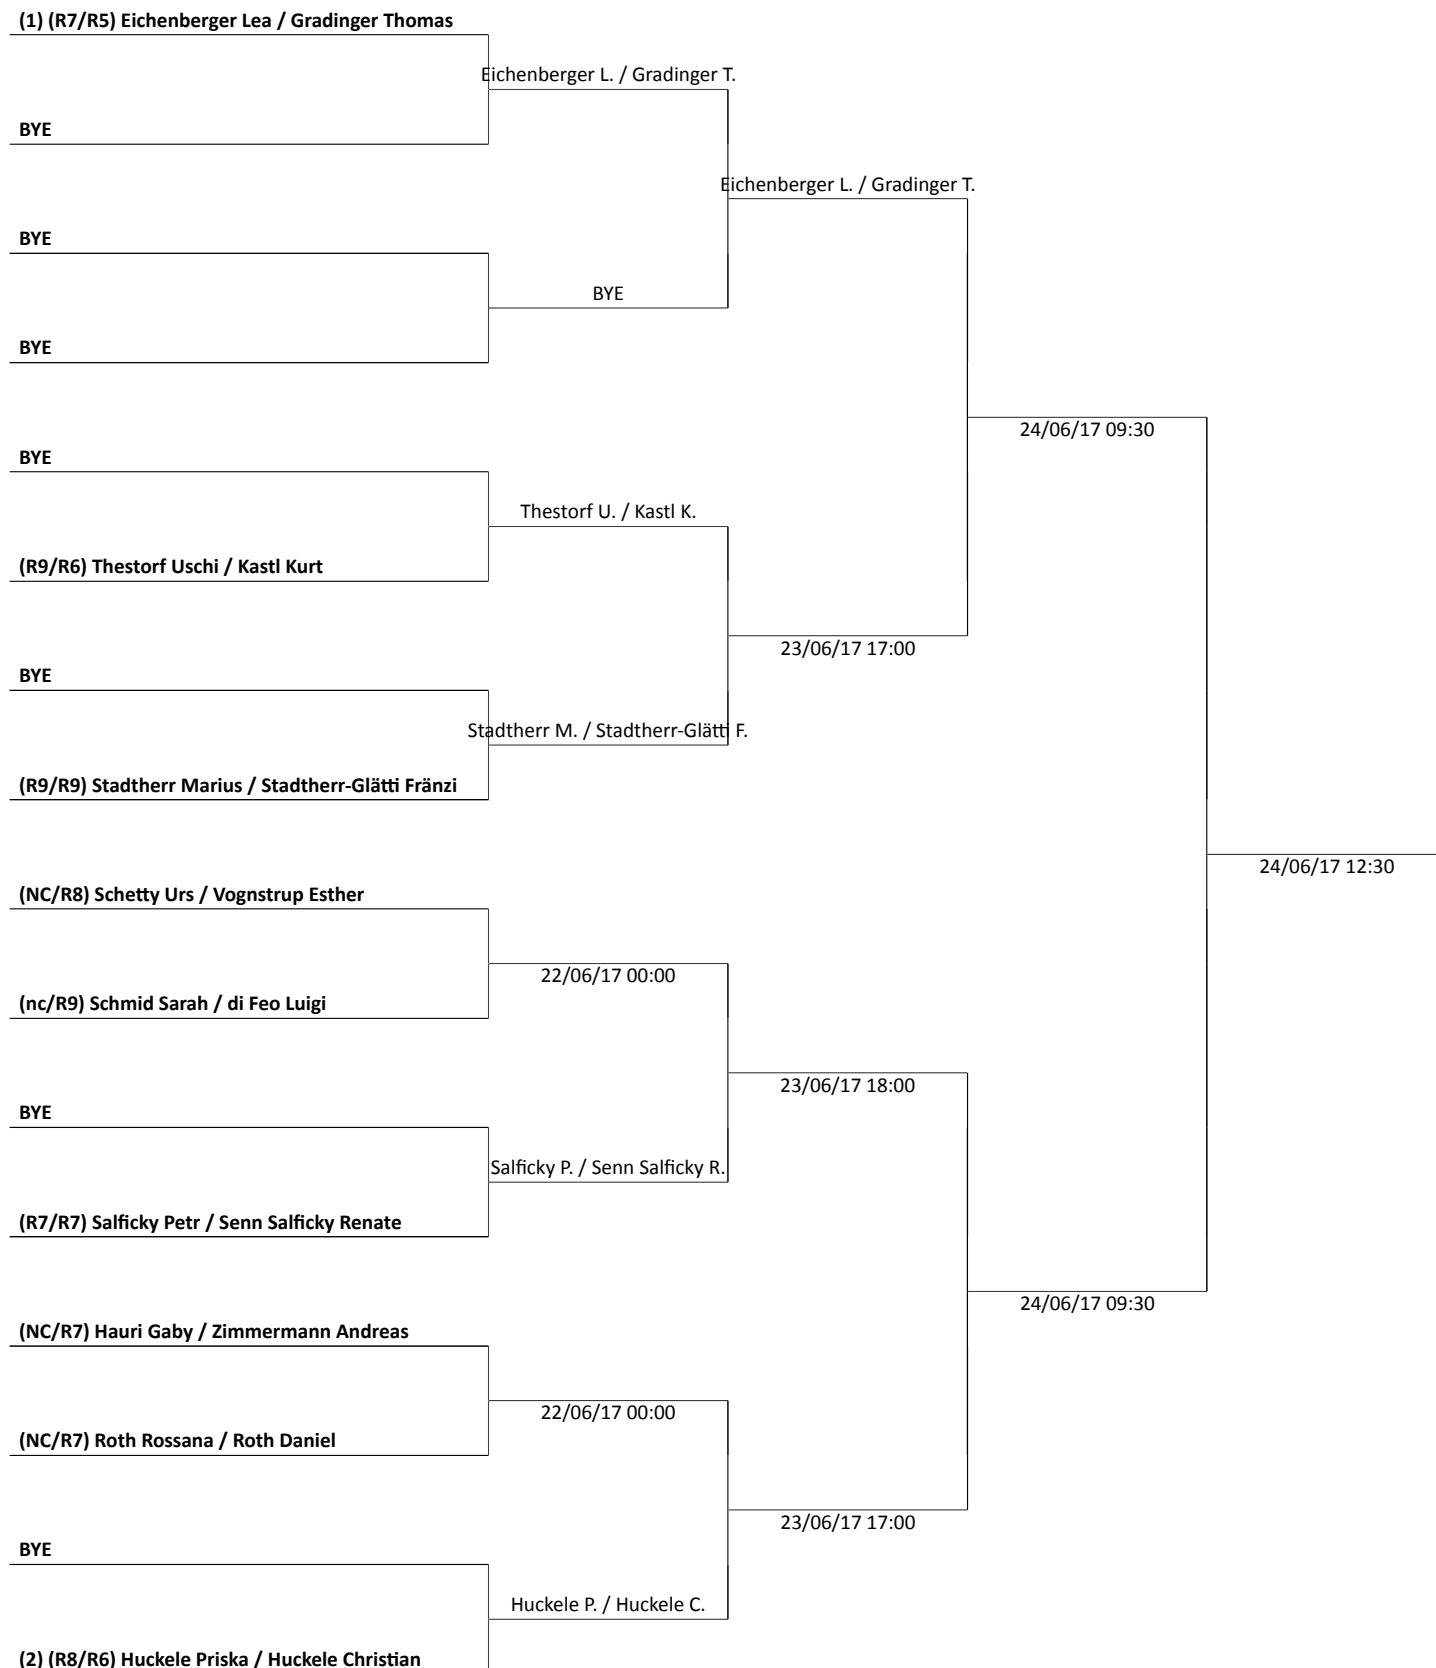 (1) (R7/R5) Eichenberger Lea / Gradinger Thomas
Eichenberger L. / Gradinger T.
BYE
Eichenberger L. / Gradinger T.
BYE
BYE
BYE
24/06/17 09:30
BYE
Thestorf U. / Kastl K.
(R9/R6) Thestorf Uschi / Kastl Kurt
23/06/17 17:00
BYE
Stadtherr M. / Stadtherr-Glätti F.
(R9/R9) Stadtherr Marius / Stadtherr-Glätti Fränzi
24/06/17 12:30
(NC/R8) Schetty Urs / Vognstrup Esther
22/06/17 00:00
(nc/R9) Schmid Sarah / di Feo Luigi
23/06/17 18:00
BYE
Salficky P. / Senn Salficky R.
(R7/R7) Salficky Petr / Senn Salficky Renate
24/06/17 09:30
(NC/R7) Hauri Gaby / Zimmermann Andreas
22/06/17 00:00
(NC/R7) Roth Rossana / Roth Daniel
23/06/17 17:00
BYE
Huckele P. / Huckele C.
(2) (R8/R6) Huckele Priska / Huckele Christian